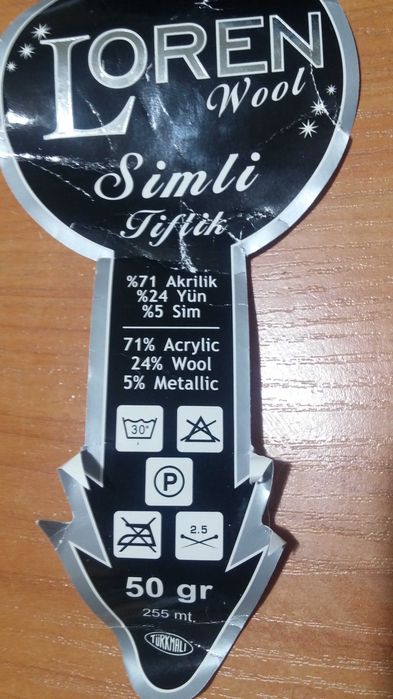 LOREN
Wool
Simli
Tiftik
%71 Akrilik
%24 Yün
%5 Sim
71% Acrylic
24% Wool
5% Metallic
30°
P
2.5
50 gr
255 mt.
TÜRKMALI